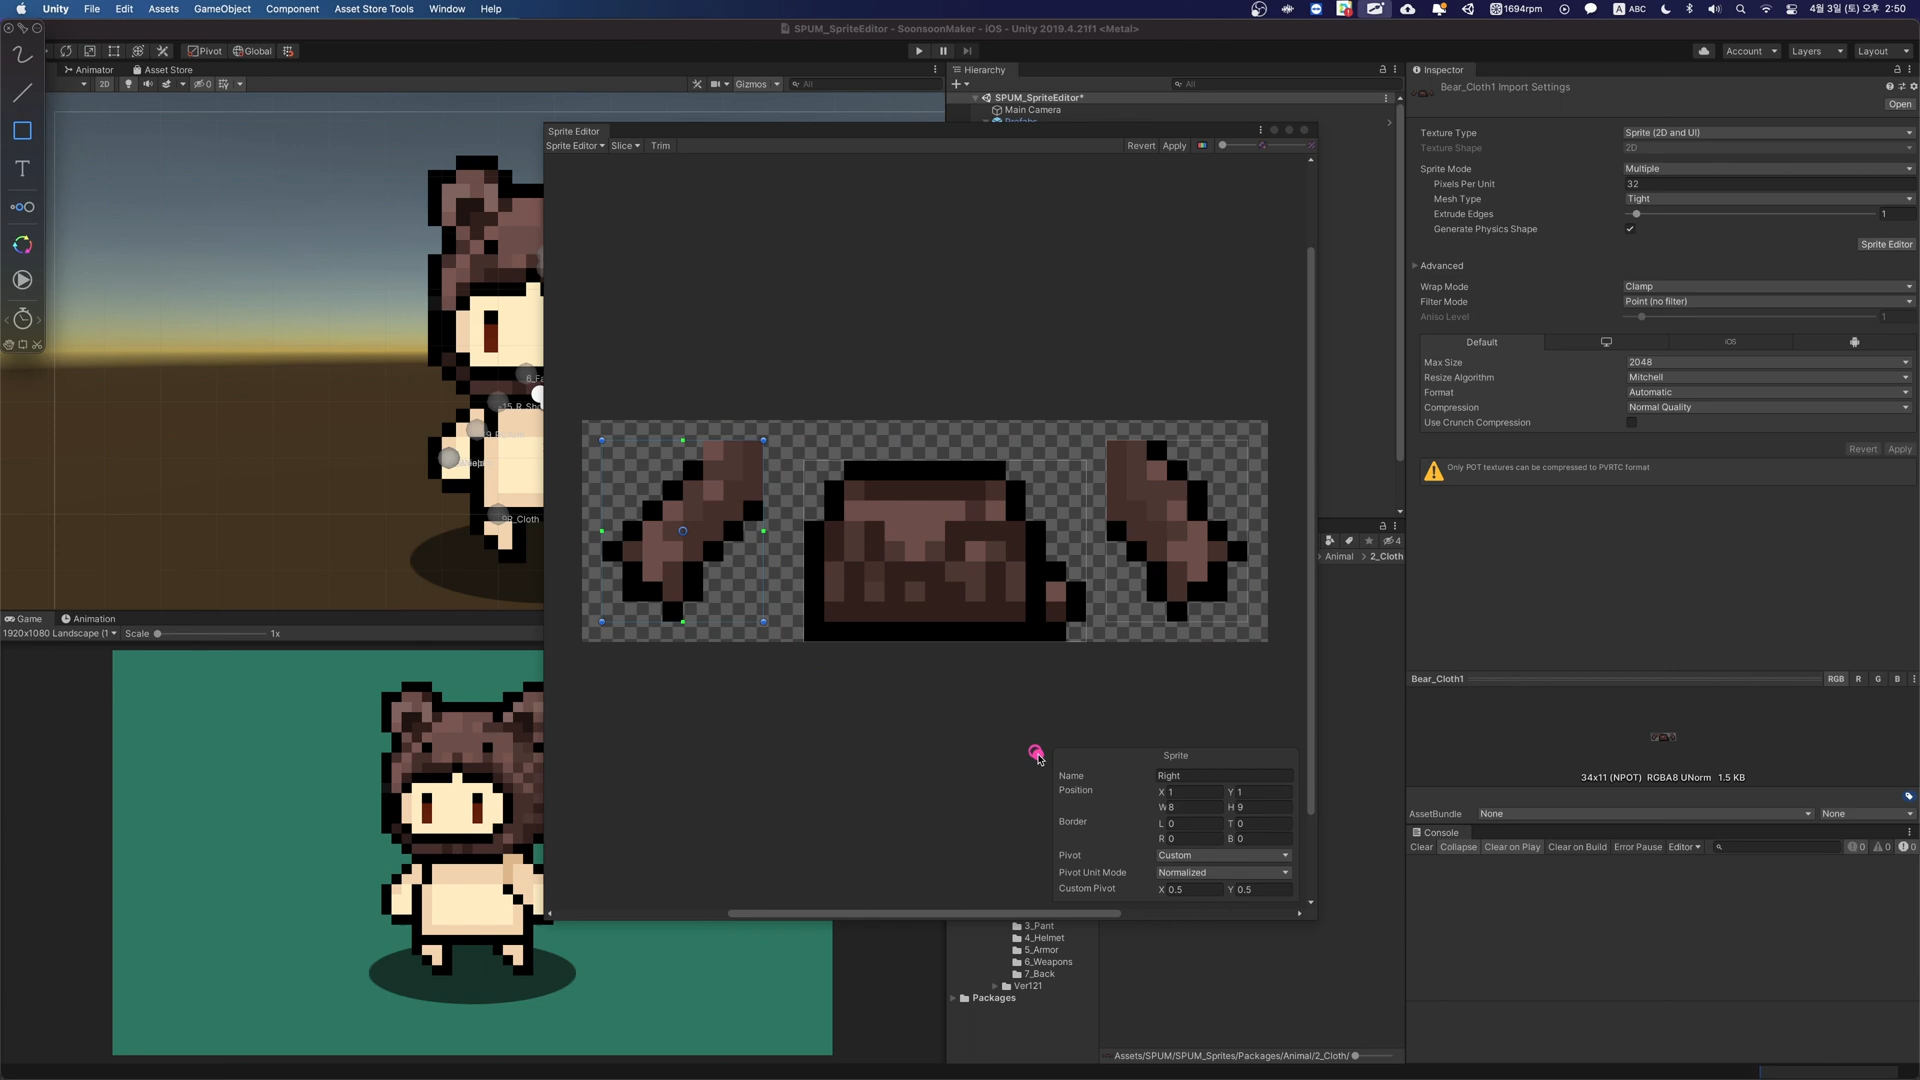 Unity File Edit Assets GameObject Component Asset Store Tools Window Help
1694rpm ABC 4월 3일 (토) 오후 2:50
SPUM_SpriteEditor - SoonsoonMaker - iOS - Unity 2019.4.21f1 <Metal>
Pivot Global Account Layers Layout
Animator Asset Store
2D 0 Gizmos All
Hierarchy
All
SPUM_SpriteEditor*
Main Camera
Prefabs
Sprite Editor
Sprite Editor Slice Trim Revert Apply
15_R_Sh
Game Animation
1920x1080 Landscape (1 Scale 1x
Sprite
Name Right
Position X 1 Y 1
W 8 H 9
Border L 0 T 0
R 0 B 0
Pivot Custom
Pivot Unit Mode Normalized
Custom Pivot X 0.5 Y 0.5
4
Animal > 2_Cloth
3_Pant
4_Helmet
5_Armor
6_Weapons
7_Back
Ver121
Packages
Assets/SPUM/SPUM_Sprites/Packages/Animal/2_Cloth/
Inspector
Bear_Cloth1 Import Settings
Open
Texture Type Sprite (2D and UI)
Texture Shape 2D
Sprite Mode Multiple
Pixels Per Unit 32
Mesh Type Tight
Extrude Edges 1
Generate Physics Shape
Sprite Editor
Advanced
Wrap Mode Clamp
Filter Mode Point (no filter)
Aniso Level 1
Default iOS
Max Size 2048
Resize Algorithm Mitchell
Format Automatic
Compression Normal Quality
Use Crunch Compression
Revert Apply
Only POT textures can be compressed to PVRTC format
Bear_Cloth1 RGB R G B
34x11 (NPOT) RGBA8 UNorm 1.5 KB
AssetBundle None None
Console
Clear Collapse Clear on Play Clear on Build Error Pause Editor 0 0 0